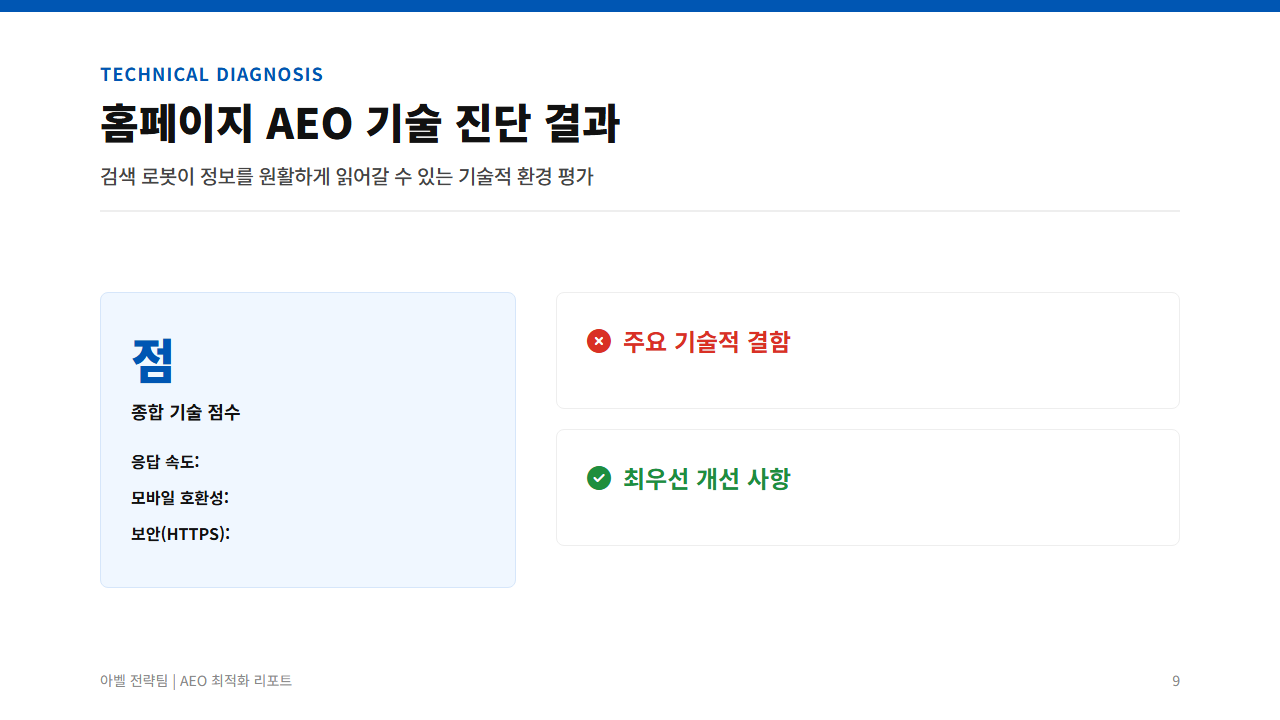 TECHNICAL DIAGNOSIS
홈페이지 AEO 기술 진단 결과
검색 로봇이 정보를 원활하게 읽어갈 수 있는 기술적 환경 평가
점
종합 기술 점수
응답 속도:
모바일 호환성:
보안(HTTPS):
주요 기술적 결함
최우선 개선 사항
아벨 전략팀 | AEO 최적화 리포트
9